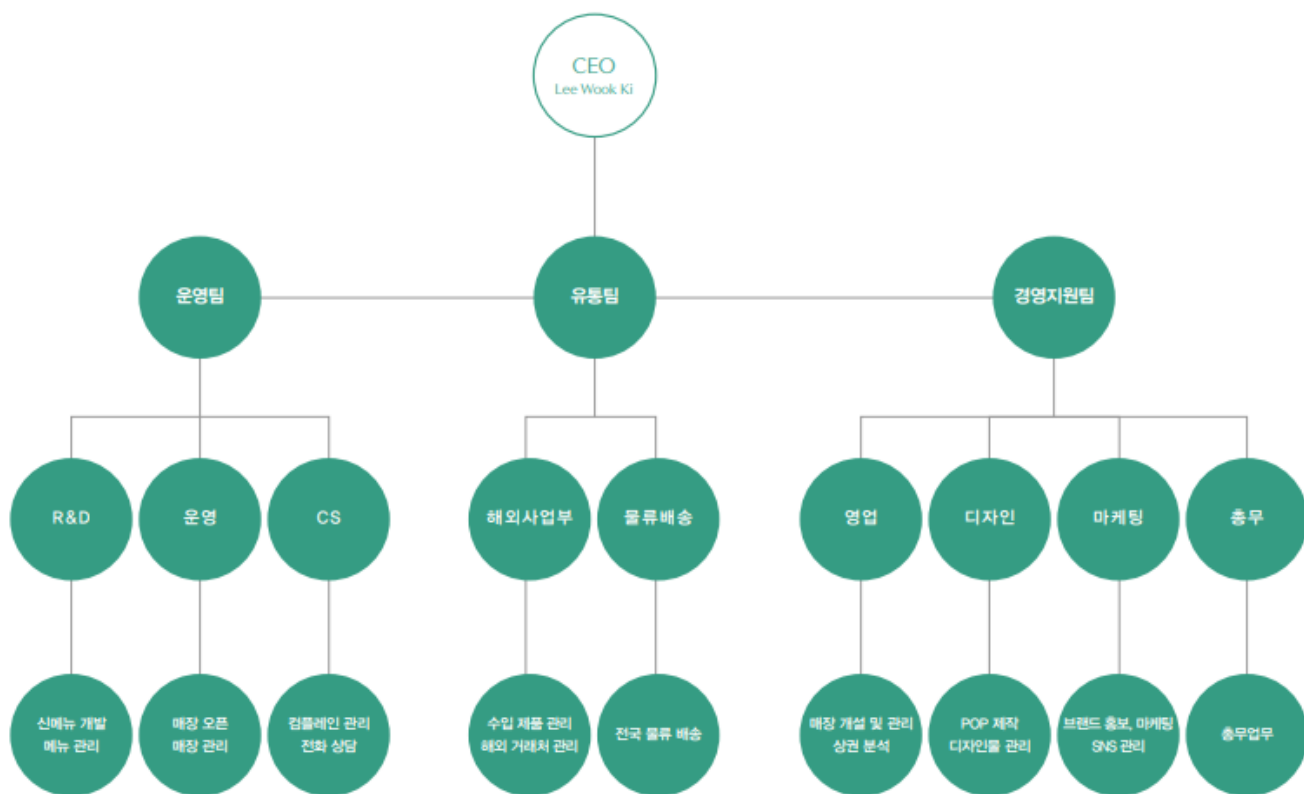 CEO
Lee Wook Ki
운영팀
유통팀
경영지원팀
R&D
운영
CS
해외사업부
물류배송
영업
디자인
마케팅
총무
신메뉴 개발
메뉴 관리
매장 오픈
매장 관리
컴플레인 관리
전화 상담
수입 제품 관리
해외 거래처 관리
전국 물류 배송
매장 개설 및 관리
상권 분석
POP 제작
디자인물 관리
브랜드 홍보, 마케팅
SNS 관리
총무업무